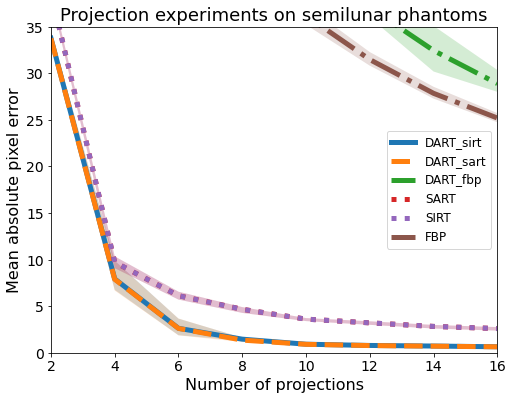 Projection experiments on semilunar phantoms
Mean absolute pixel error
35
30
25
20
15
10
5
0
DART_sirt
DART_sart
DART_fbp
SART
SIRT
FBP
2 4 6 8 10 12 14 16
Number of projections